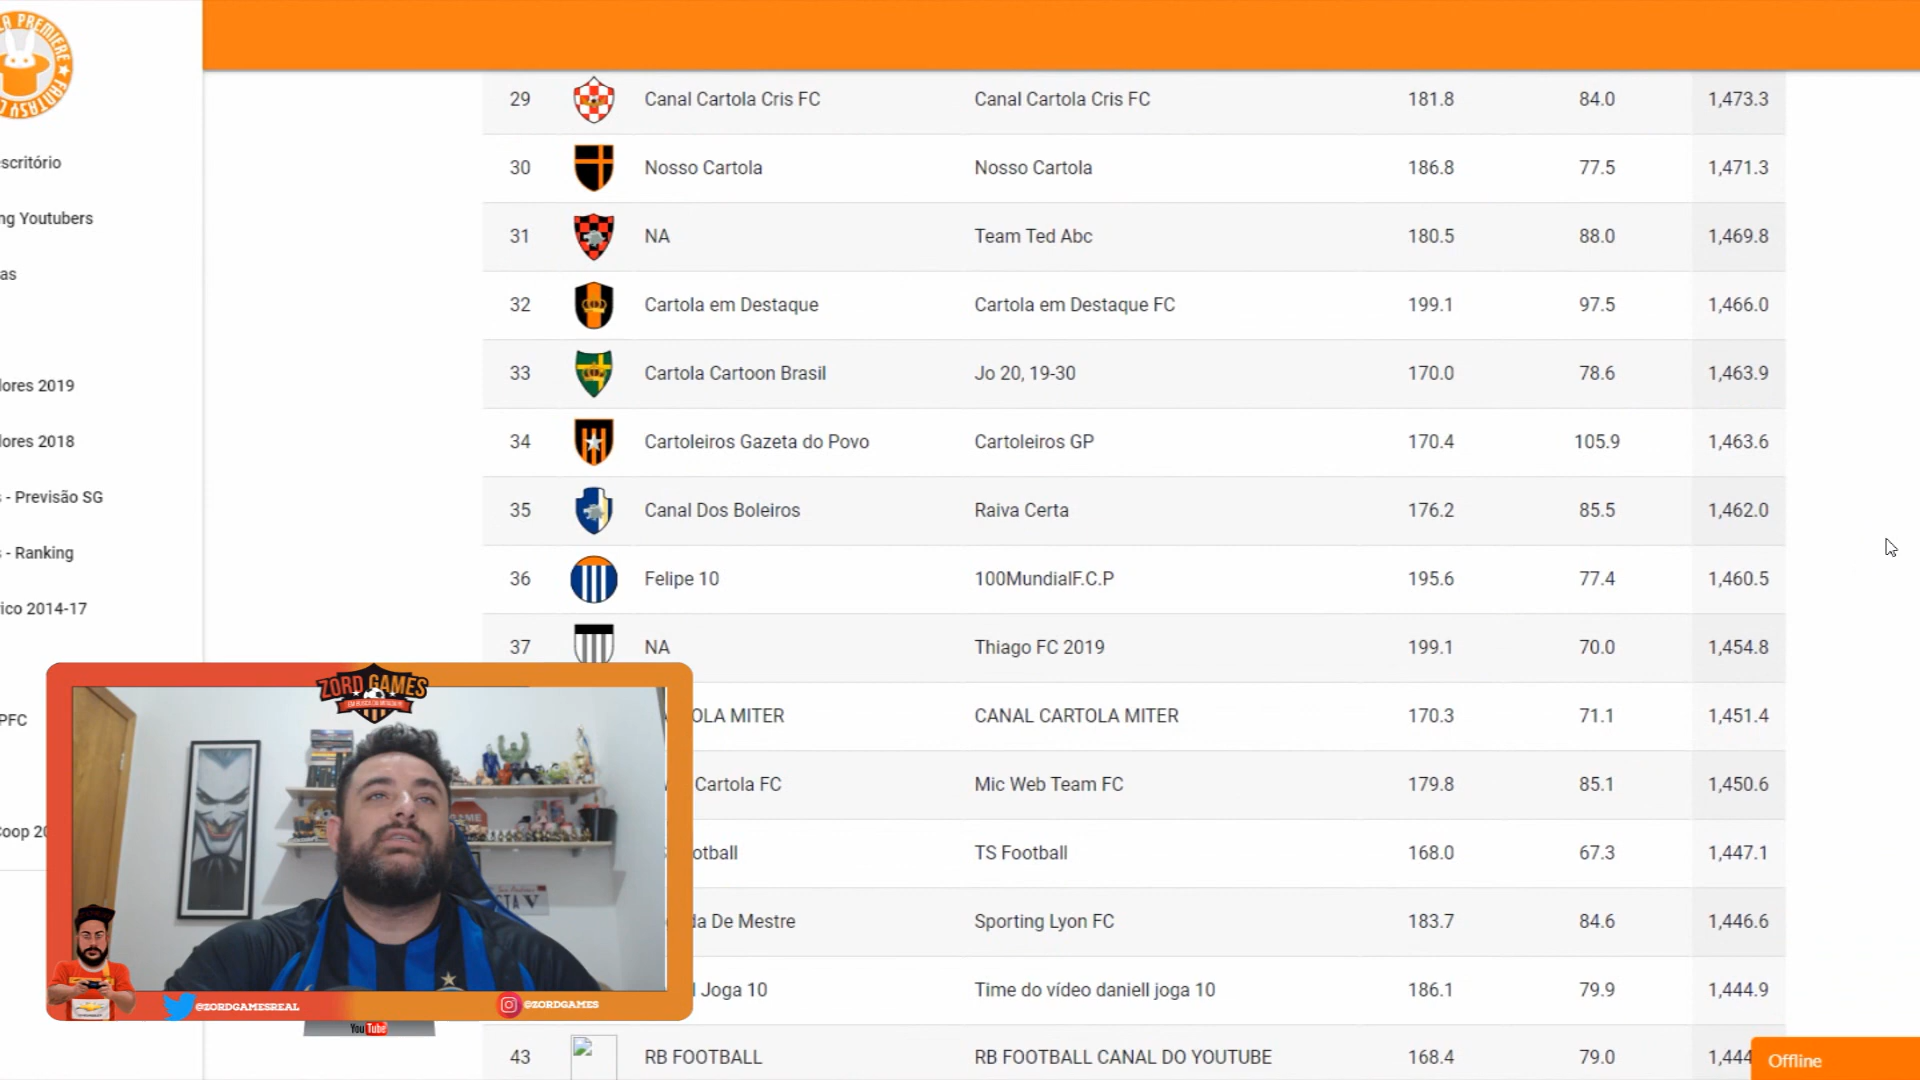 LA PREMIERE
FANTASY
scritório
ng Youtubers
as
ores 2019
ores 2018
- Previsão SG
- Ranking
ico 2014-17
PFC
Coop 20
29 Canal Cartola Cris FC Canal Cartola Cris FC 181.8 84.0 1,473.3
30 Nosso Cartola Nosso Cartola 186.8 77.5 1,471.3
31 NA Team Ted Abc 180.5 88.0 1,469.8
32 Cartola em Destaque Cartola em Destaque FC 199.1 97.5 1,466.0
33 Cartola Cartoon Brasil Jo 20, 19-30 170.0 78.6 1,463.9
34 Cartoleiros Gazeta do Povo Cartoleiros GP 170.4 105.9 1,463.6
35 Canal Dos Boleiros Raiva Certa 176.2 85.5 1,462.0
36 Felipe 10 100MundialF.C.P 195.6 77.4 1,460.5
37 NA Thiago FC 2019 199.1 70.0 1,454.8
OLA MITER CANAL CARTOLA MITER 170.3 71.1 1,451.4
Cartola FC Mic Web Team FC 179.8 85.1 1,450.6
otball TS Football 168.0 67.3 1,447.1
da De Mestre Sporting Lyon FC 183.7 84.6 1,446.6
l Joga 10 Time do vídeo daniell joga 10 186.1 79.9 1,444.9
43 RB FOOTBALL RB FOOTBALL CANAL DO YOUTUBE 168.4 79.0 1,444
ZORD GAMES
@ZORDGAMESREAL
@ZORDGAMES
YouTube
Offline